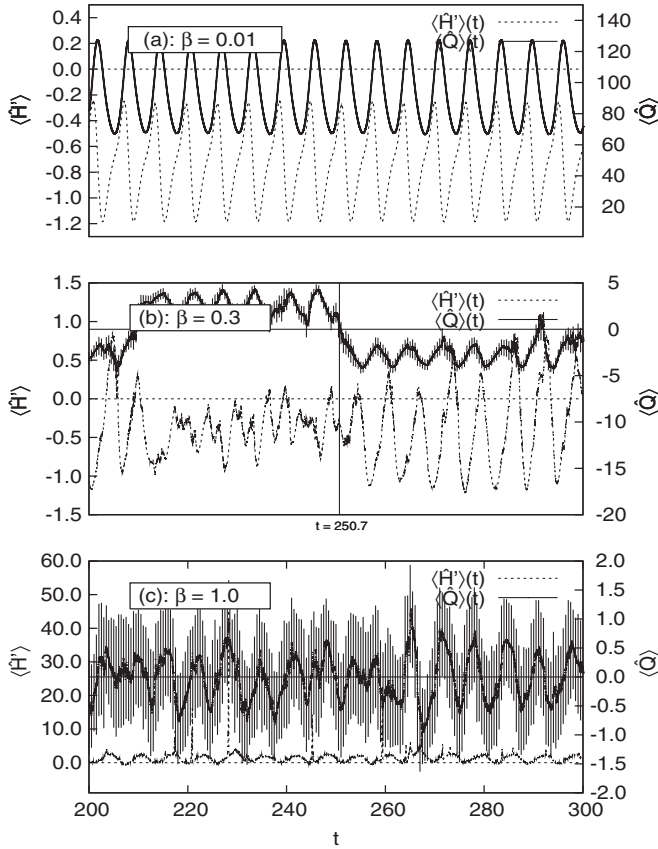 (a): β = 0.01
⟨Ĥ'⟩(t)
⟨Q̂⟩(t)
0.4
0.2
0.0
-0.2
-0.4
-0.6
-0.8
-1.0
-1.2
⟨Ĥ'⟩
140
120
100
80
60
40
20
⟨Q̂⟩
(b): β = 0.3
⟨Ĥ'⟩(t)
⟨Q̂⟩(t)
1.5
1.0
0.5
0.0
-0.5
-1.0
-1.5
⟨Ĥ'⟩
5
0
-5
-10
-15
-20
⟨Q̂⟩
t = 250.7
(c): β = 1.0
⟨Ĥ'⟩(t)
⟨Q̂⟩(t)
60.0
50.0
40.0
30.0
20.0
10.0
0.0
⟨Ĥ'⟩
2.0
1.5
1.0
0.5
0.0
-0.5
-1.0
-1.5
-2.0
⟨Q̂⟩
200 220 240 260 280 300
t